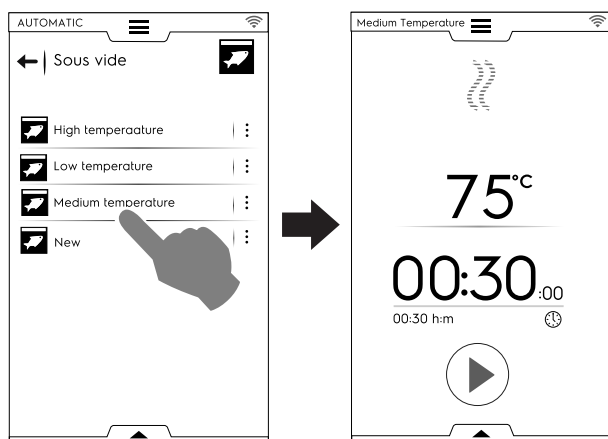 AUTOMATIC
Sous vide
High temperaature
Low temperature
Medium temperature
New
Medium Temperature
75°C
00:30:00
00:30 h:m